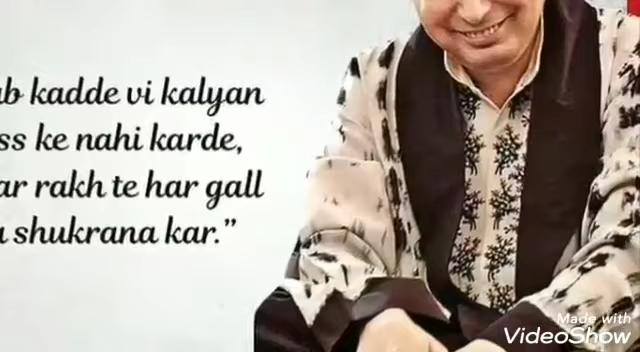 kadde vi kalyan
ke nahi karde,
rakh te har gall
shukrana kar.”
Made with
VideoShow